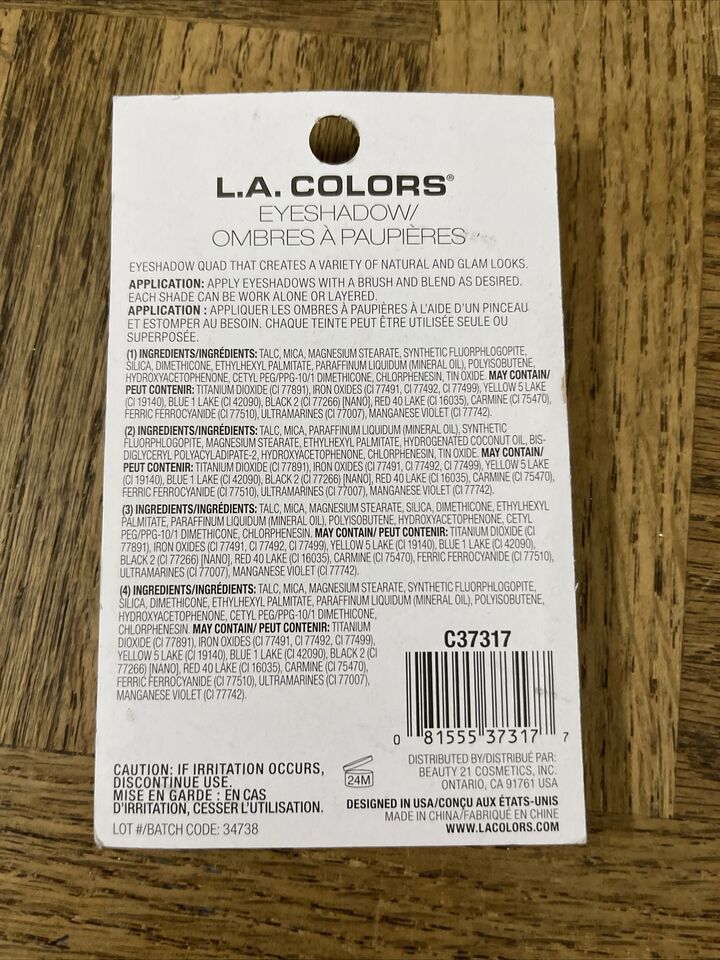 L.A. COLORS®
EYESHADOW/
OMBRES À PAUPIÈRES
EYESHADOW QUAD THAT CREATES A VARIETY OF NATURAL AND GLAM LOOKS.
APPLICATION: APPLY EYESHADOWS WITH A BRUSH AND BLEND AS DESIRED.
EACH SHADE CAN BE WORK ALONE OR LAYERED.
APPLICATION : APPLIQUER LES OMBRES À PAUPIÈRES À L'AIDE D'UN PINCEAU
ET ESTOMPER AU BESOIN. CHAQUE TEINTE PEUT ÊTRE UTILISÉE SEULE OU
SUPERPOSÉE.
(1) INGREDIENTS/INGRÉDIENTS: TALC, MICA, MAGNESIUM STEARATE, SYNTHETIC FLUORPHLOGOPITE,
SILICA, DIMETHICONE, ETHYLHEXYL PALMITATE, PARAFFINUM LIQUIDUM (MINERAL OIL), POLYISOBUTENE,
HYDROXYACETOPHENONE, CETYL PEG/PPG-10/1 DIMETHICONE, CHLORPHENESIN, TIN OXIDE. MAY CONTAIN/
PEUT CONTENIR: TITANIUM DIOXIDE (CI 77891), IRON OXIDES (CI 77491, CI 77492, CI 77499), YELLOW 5 LAKE
(CI 19140), BLUE 1 LAKE (CI 42090), BLACK 2 (CI 77266) [NANO], RED 40 LAKE (CI 16035), CARMINE (CI 75470),
FERRIC FERROCYANIDE (CI 77510), ULTRAMARINES (CI 77007), MANGANESE VIOLET (CI 77742).
(2) INGREDIENTS/INGRÉDIENTS: TALC, MICA, PARAFFINUM LIQUIDUM (MINERAL OIL), SYNTHETIC
FLUORPHLOGOPITE, MAGNESIUM STEARATE, ETHYLHEXYL PALMITATE, HYDROGENATED COCONUT OIL, BIS-
DIGLYCERYL POLYACYLADIPATE-2, HYDROXYACETOPHENONE, CHLORPHENESIN, TIN OXIDE. MAY CONTAIN/
PEUT CONTENIR: TITANIUM DIOXIDE (CI 77891), IRON OXIDES (CI 77491, CI 77492, CI 77499), YELLOW 5 LAKE
(CI 19140), BLUE 1 LAKE (CI 42090), BLACK 2 (CI 77266) [NANO], RED 40 LAKE (CI 16035), CARMINE (CI 75470),
FERRIC FERROCYANIDE (CI 77510), ULTRAMARINES (CI 77007), MANGANESE VIOLET (CI 77742).
(3) INGREDIENTS/INGRÉDIENTS: TALC, MICA, MAGNESIUM STEARATE, SILICA, DIMETHICONE, ETHYLHEXYL
PALMITATE, PARAFFINUM LIQUIDUM (MINERAL OIL), POLYISOBUTENE, HYDROXYACETOPHENONE, CETYL
PEG/PPG-10/1 DIMETHICONE, CHLORPHENESIN. MAY CONTAIN/ PEUT CONTENIR: TITANIUM DIOXIDE (CI
77891), IRON OXIDES (CI 77491, CI 77492, CI 77499), YELLOW 5 LAKE (CI 19140), BLUE 1 LAKE (CI 42090),
BLACK 2 (CI 77266) [NANO], RED 40 LAKE (CI 16035), CARMINE (CI 75470), FERRIC FERROCYANIDE (CI 77510),
ULTRAMARINES (CI 77007), MANGANESE VIOLET (CI 77742).
(4) INGREDIENTS/INGRÉDIENTS: TALC, MICA, MAGNESIUM STEARATE, SYNTHETIC FLUORPHLOGOPITE,
SILICA, DIMETHICONE, ETHYLHEXYL PALMITATE, PARAFFINUM LIQUIDUM (MINERAL OIL), POLYISOBUTENE,
HYDROXYACETOPHENONE, CETYL PEG/PPG-10/1 DIMETHICONE,
CHLORPHENESIN. MAY CONTAIN/ PEUT CONTENIR: TITANIUM
DIOXIDE (CI 77891), IRON OXIDES (CI 77491, CI 77492, CI 77499),
YELLOW 5 LAKE (CI 19140), BLUE 1 LAKE (CI 42090), BLACK 2 (CI
77266) [NANO], RED 40 LAKE (CI 16035), CARMINE (CI 75470),
FERRIC FERROCYANIDE (CI 77510), ULTRAMARINES (CI 77007),
MANGANESE VIOLET (CI 77742).
C37317
0 81555 37317 7
CAUTION: IF IRRITATION OCCURS,
DISCONTINUE USE.
MISE EN GARDE : EN CAS
D'IRRITATION, CESSER L'UTILISATION.
LOT #/BATCH CODE: 34738
24M
DISTRIBUTED BY/DISTRIBUÉ PAR:
BEAUTY 21 COSMETICS, INC.
ONTARIO, CA 91761 USA
DESIGNED IN USA/CONÇU AUX ÉTATS-UNIS
MADE IN CHINA/FABRIQUÉ EN CHINE
WWW.LACOLORS.COM